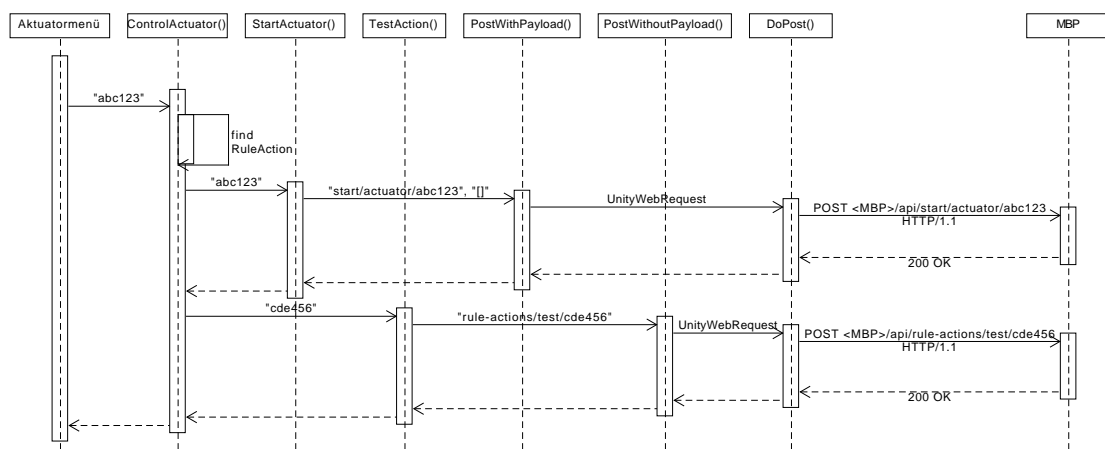 Aktuatormenü
ControlActuator()
StartActuator()
TestAction()
PostWithPayload()
PostWithoutPayload()
DoPost()
MBP
"abc123"
find
RuleAction
"abc123"
"start/actuator/abc123", "[]"
UnityWebRequest
POST <MBP>/api/start/actuator/abc123
HTTP/1.1
200 OK
"cde456"
"rule-actions/test/cde456"
UnityWebRequest
POST <MBP>/api/rule-actions/test/cde456
HTTP/1.1
200 OK